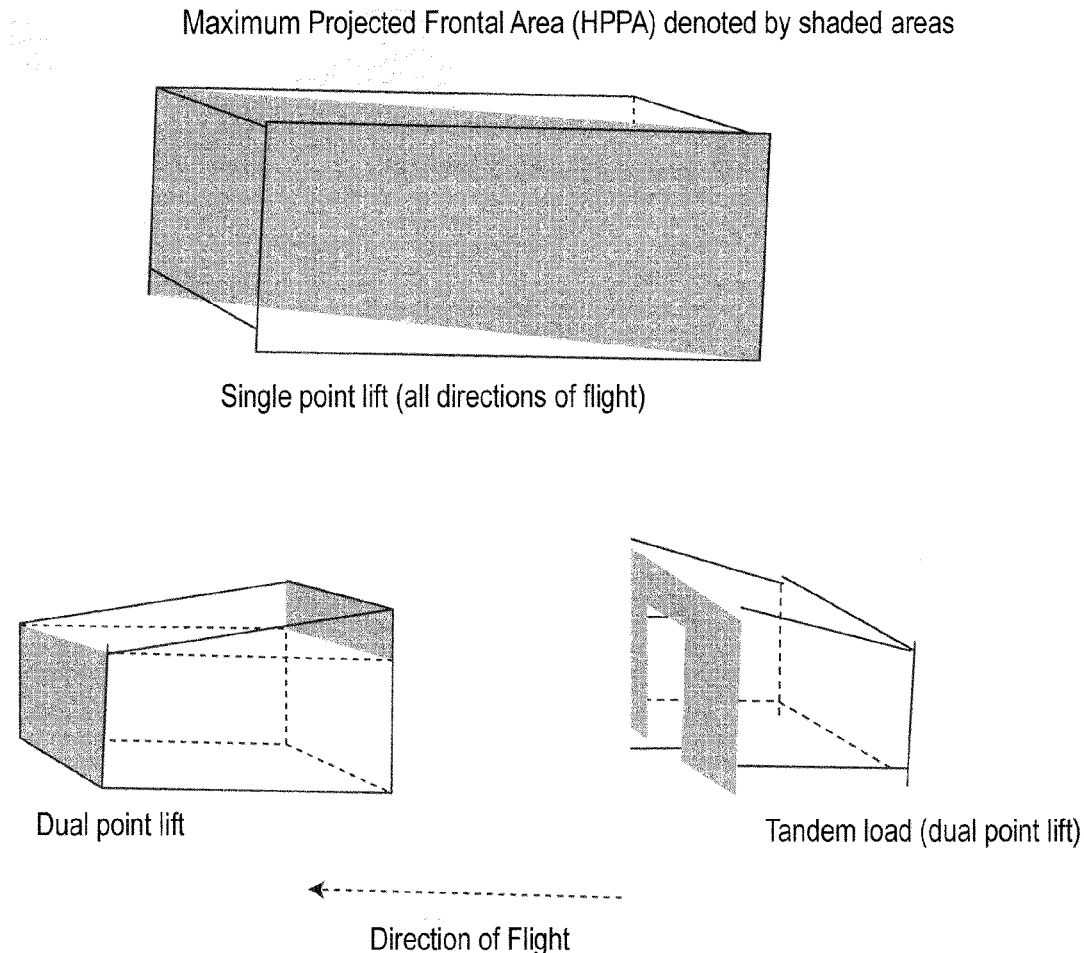 Maximum Projected Frontal Area (HPPA) denoted by shaded areas
Single point lift (all directions of flight)
Dual point lift
Tandem load (dual point lift)
Direction of Flight